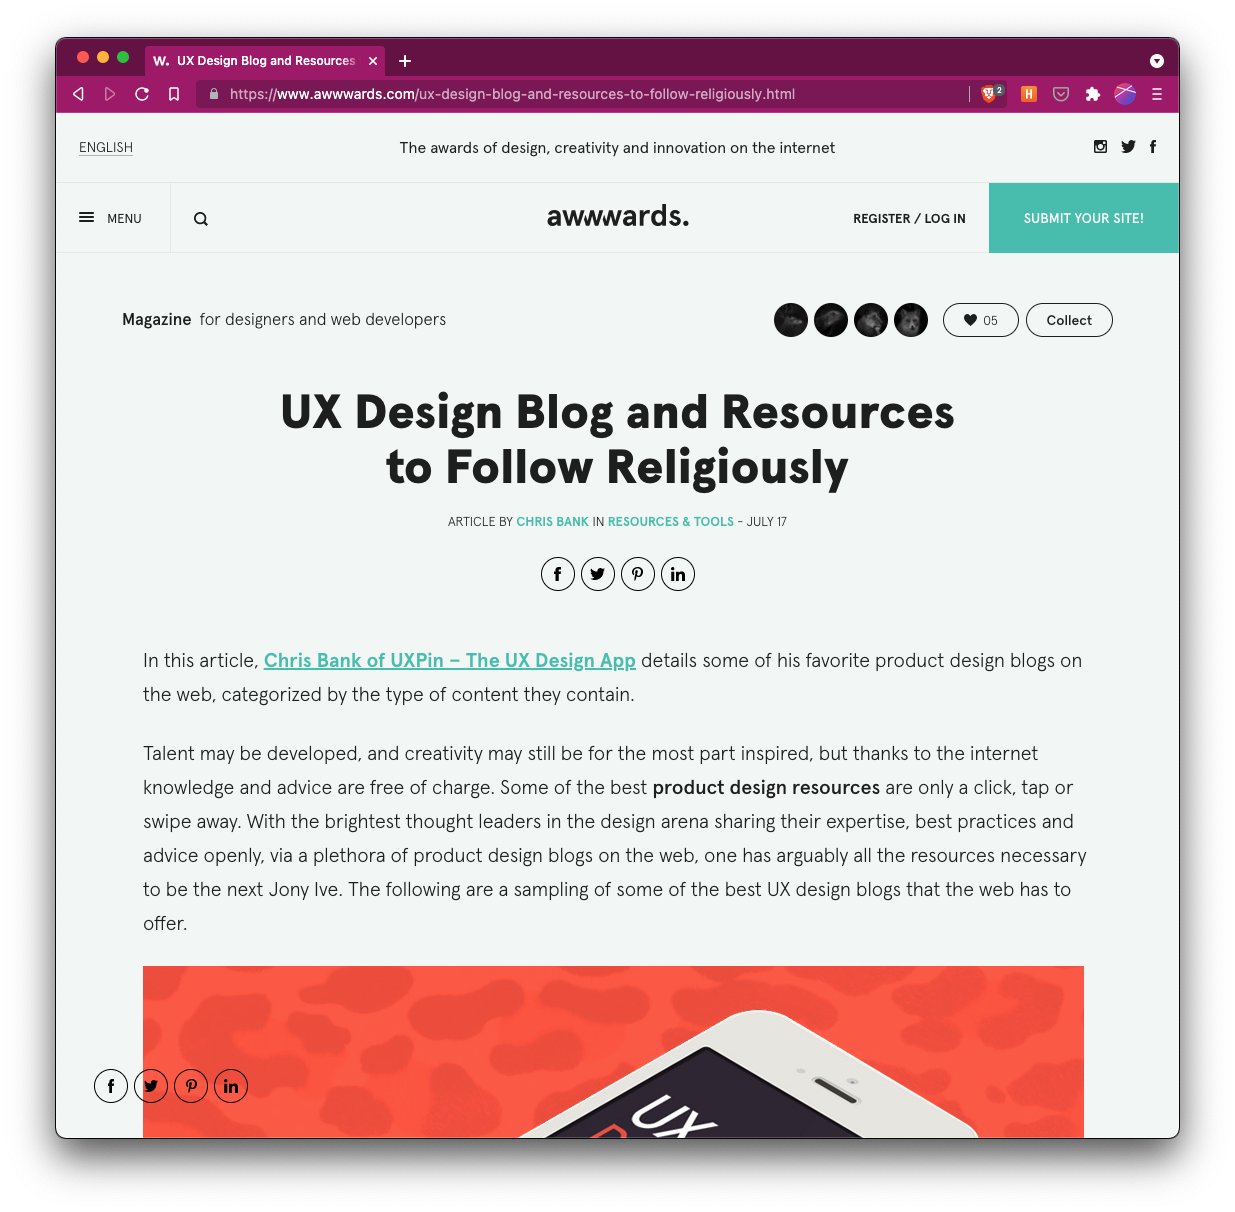 W. UX Design Blog and Resources
https://www.awwwards.com/ux-design-blog-and-resources-to-follow-religiously.html
2
H
ENGLISH
The awards of design, creativity and innovation on the internet
MENU
awwwards.
REGISTER / LOG IN
SUBMIT YOUR SITE!
Magazine for designers and web developers
05
Collect
UX Design Blog and Resources
to Follow Religiously
ARTICLE BY CHRIS BANK IN RESOURCES & TOOLS - JULY 17
In this article, Chris Bank of UXPin – The UX Design App details some of his favorite product design blogs on
the web, categorized by the type of content they contain.
Talent may be developed, and creativity may still be for the most part inspired, but thanks to the internet
knowledge and advice are free of charge. Some of the best product design resources are only a click, tap or
swipe away. With the brightest thought leaders in the design arena sharing their expertise, best practices and
advice openly, via a plethora of product design blogs on the web, one has arguably all the resources necessary
to be the next Jony Ive. The following are a sampling of some of the best UX design blogs that the web has to
offer.
UX